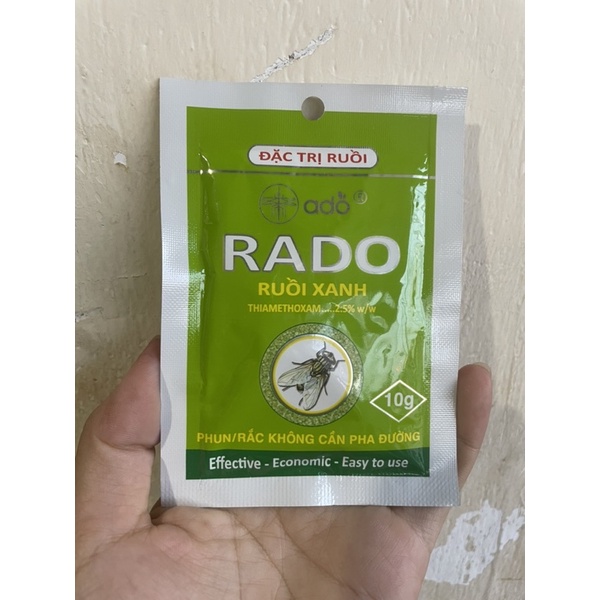 ĐẶC TRỊ RUỒI
ado ®
RADO
RUỒI XANH
THIAMETHOXAM.....2.5% w/w
10g
PHUN/RẮC KHÔNG CẦN PHA ĐƯỜNG
Effective - Economic - Easy to use